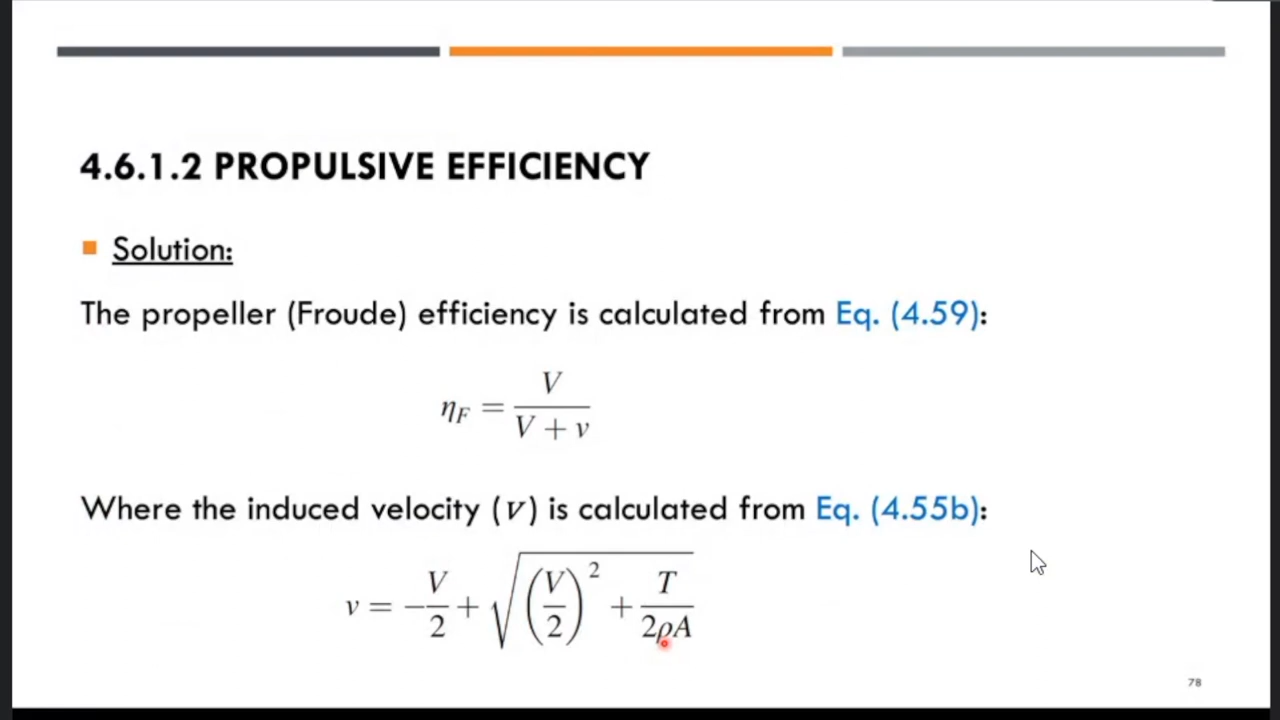 4.6.1.2 PROPULSIVE EFFICIENCY
Solution:
The propeller (Froude) efficiency is calculated from Eq. (4.59):
η_F = V / (V + v)
Where the induced velocity (v) is calculated from Eq. (4.55b):
v = −V/2 + √((V/2)² + T/(2ρA))
78